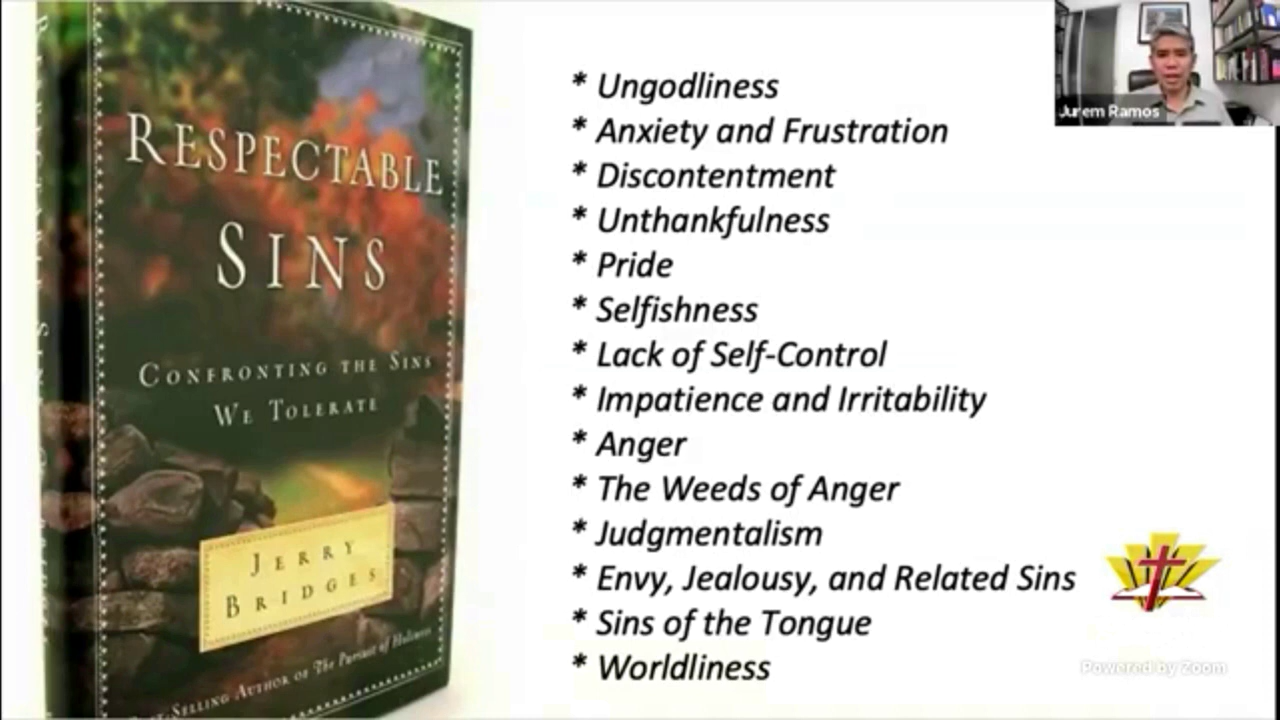 RESPECTABLE
SINS
CONFRONTING THE SINS
WE TOLERATE
JERRY
BRIDGES
SELLING AUTHOR OF The Pursuit of Holiness
* Ungodliness
* Anxiety and Frustration
* Discontentment
* Unthankfulness
* Pride
* Selfishness
* Lack of Self-Control
* Impatience and Irritability
* Anger
* The Weeds of Anger
* Judgmentalism
* Envy, Jealousy, and Related Sins
* Sins of the Tongue
* Worldliness
Jurem Ramos
Powered by Zoom